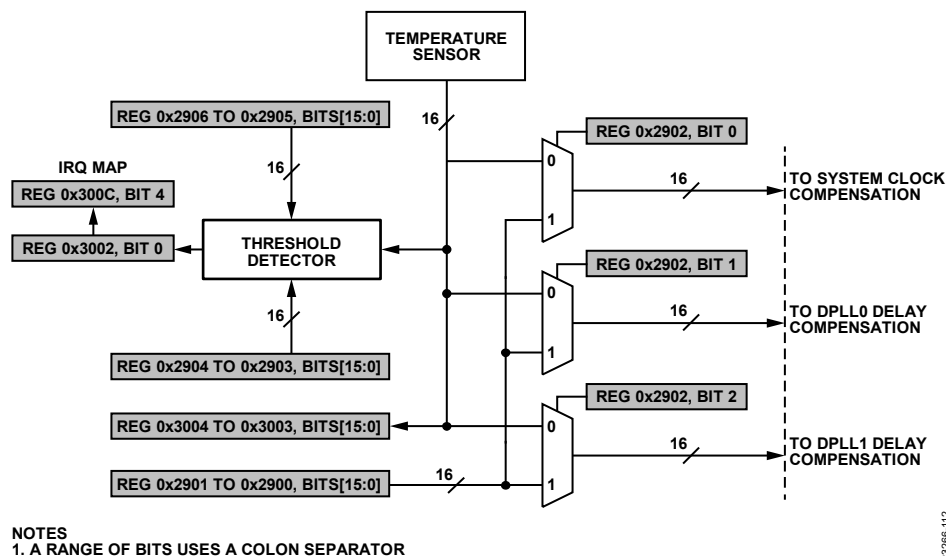 TEMPERATURE
SENSOR
16
REG 0x2906 TO 0x2905, BITS[15:0]
REG 0x2902, BIT 0
16
IRQ MAP
REG 0x300C, BIT 4
0
16
TO SYSTEM CLOCK
COMPENSATION
1
REG 0x3002, BIT 0
THRESHOLD
DETECTOR
REG 0x2902, BIT 1
0
16
16
TO DPLL0 DELAY
COMPENSATION
1
REG 0x2904 TO 0x2903, BITS[15:0]
REG 0x2902, BIT 2
REG 0x3004 TO 0x3003, BITS[15:0]
0
16
TO DPLL1 DELAY
COMPENSATION
REG 0x2901 TO 0x2900, BITS[15:0]
16
1
NOTES
1. A RANGE OF BITS USES A COLON SEPARATOR